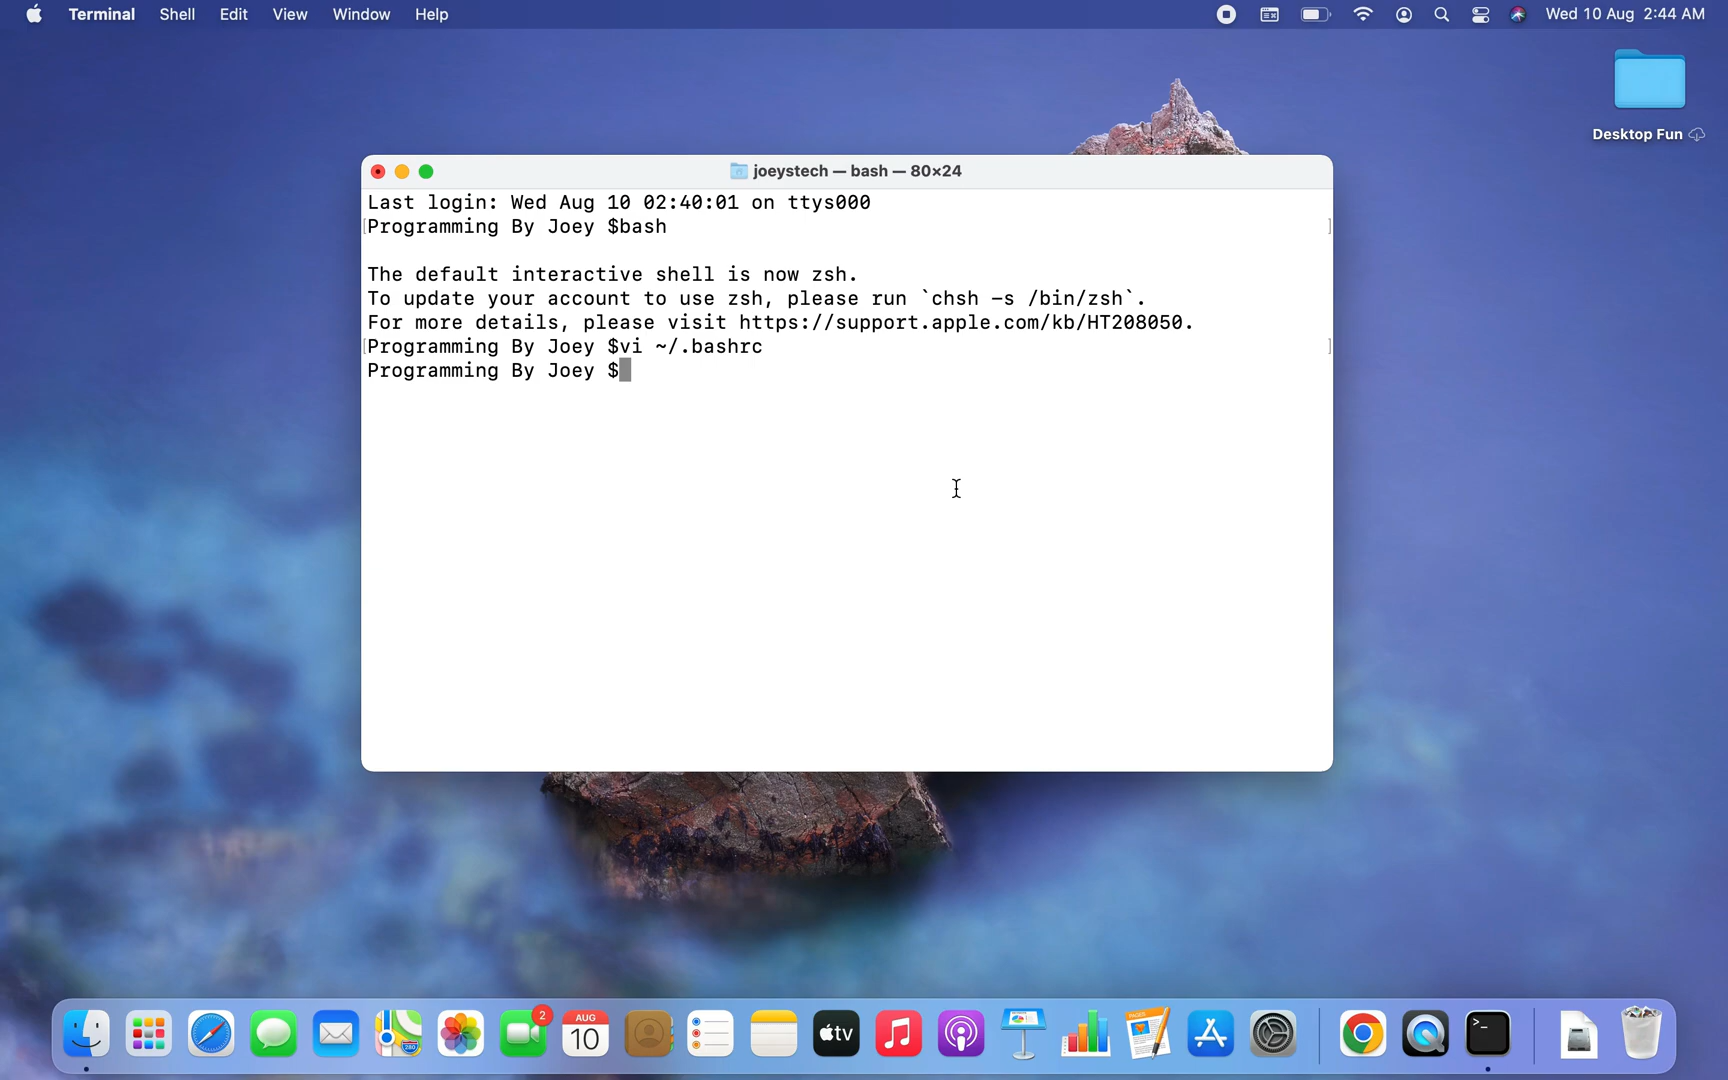 Terminal Shell Edit View Window Help Wed 10 Aug 2:44 AM
Desktop Fun
joeystech — bash — 80×24
Last login: Wed Aug 10 02:40:01 on ttys000
[Programming By Joey $bash ]
The default interactive shell is now zsh.
To update your account to use zsh, please run `chsh -s /bin/zsh`.
For more details, please visit https://support.apple.com/kb/HT208050.
[Programming By Joey $vi ~/.bashrc ]
Programming By Joey $
2
AUG
10
280
tv
PAGES
>_